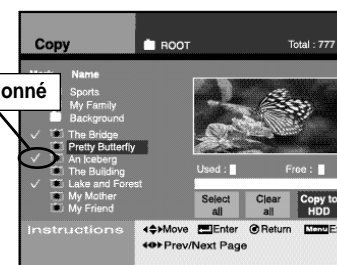 Copy ROOT Total : 777
Name
onné
Sports
My Family
Background
The Bridge
Pretty Butterfly
An Iceberg
The Building
Lake and Forest
My Mother
My Friend
Used : Free :
Select all Clear all Copy to HDD
Instructions Move Enter Return Menu
Prev/Next Page